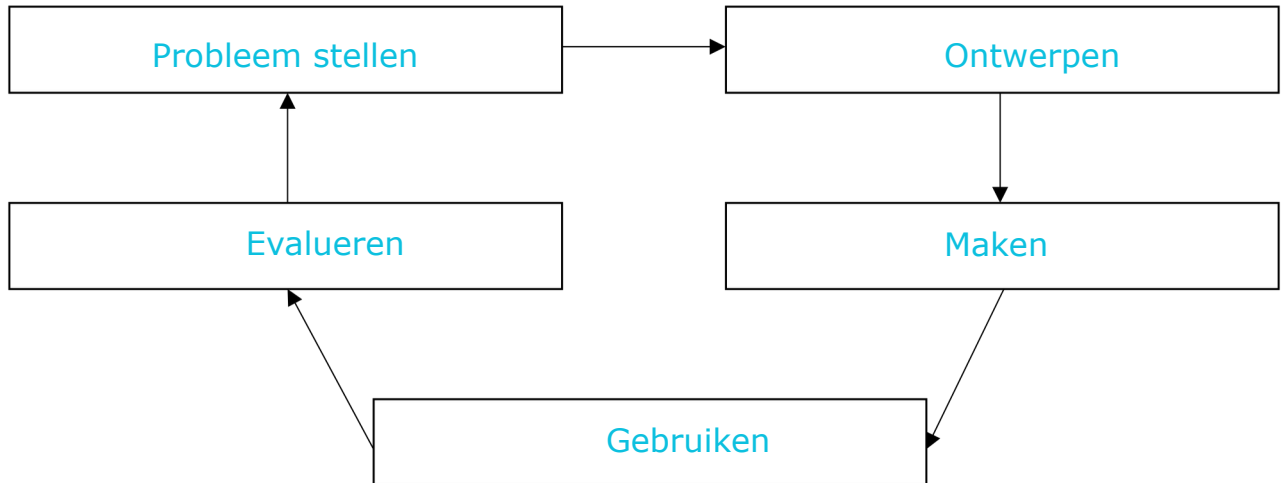 Probleem stellen
Ontwerpen
Evalueren
Maken
Gebruiken